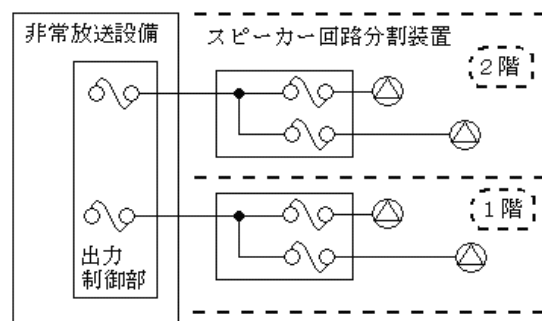 非常放送設備
スピーカー回路分割装置
2階
1階
出力
制御部